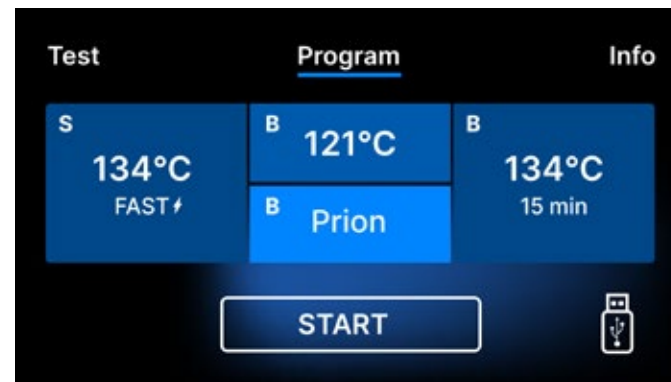 Test Program Info
S
134°C
FAST
B
121°C
B
Prion
B
134°C
15 min
START